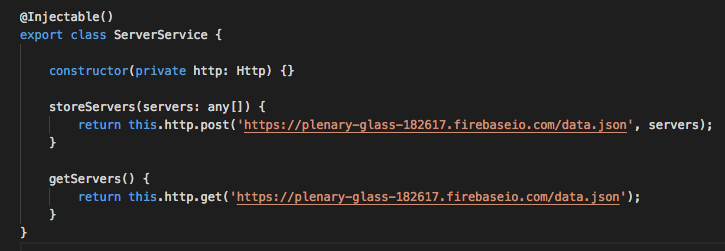 @Injectable()
export class ServerService {
constructor(private http: Http) {}
storeServers(servers: any[]) {
return this.http.post('https://plenary-glass-182617.firebaseio.com/data.json', servers);
}
getServers() {
return this.http.get('https://plenary-glass-182617.firebaseio.com/data.json');
}
}